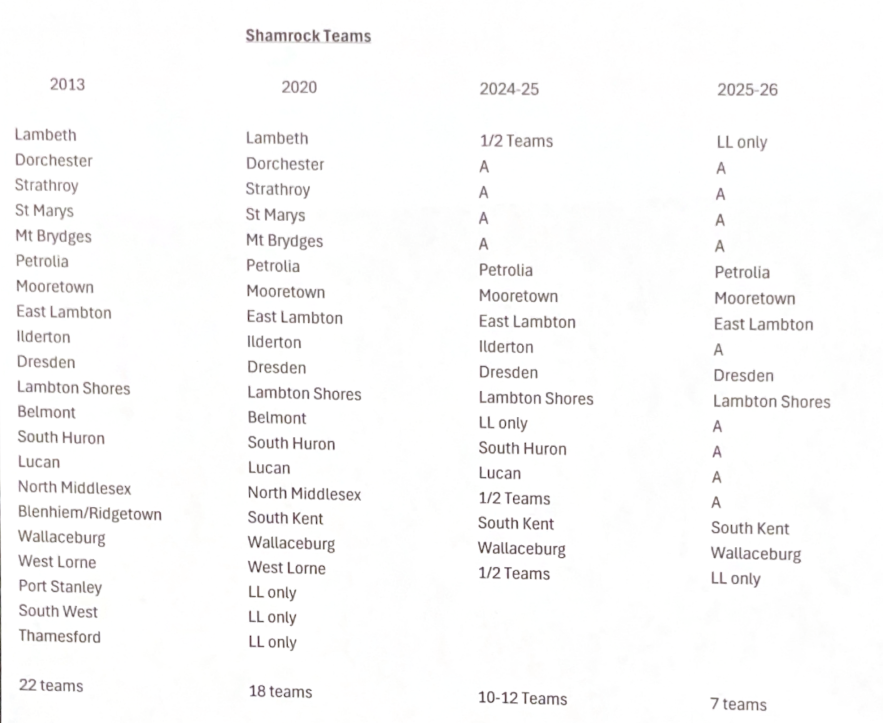 Shamrock Teams
2013 2020 2024-25 2025-26
Lambeth Lambeth 1/2 Teams LL only
Dorchester Dorchester A A
Strathroy Strathroy A A
St Marys St Marys A A
Mt Brydges Mt Brydges A A
Petrolia Petrolia Petrolia Petrolia
Mooretown Mooretown Mooretown Mooretown
East Lambton East Lambton East Lambton East Lambton
Ilderton Ilderton Ilderton A
Dresden Dresden Dresden Dresden
Lambton Shores Lambton Shores Lambton Shores Lambton Shores
Belmont Belmont LL only A
South Huron South Huron South Huron A
Lucan Lucan Lucan A
North Middlesex North Middlesex 1/2 Teams A
Blenhiem/Ridgetown South Kent South Kent South Kent
Wallaceburg Wallaceburg Wallaceburg Wallaceburg
West Lorne West Lorne 1/2 Teams LL only
Port Stanley LL only
South West LL only
Thamesford LL only
22 teams 18 teams 10-12 Teams 7 teams